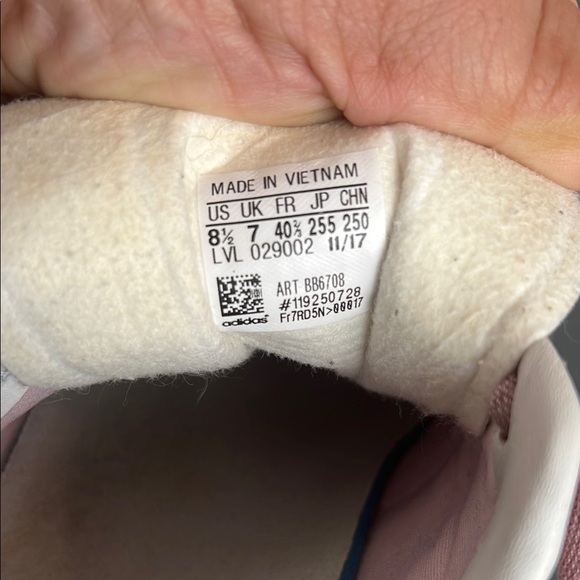 MADE IN VIETNAM
US UK FR JP CHN
8½ 7 40⅔ 255 250
LVL 029002 11/17
ART BB6708
#119250728
Fr7RD5N>00017
adidas